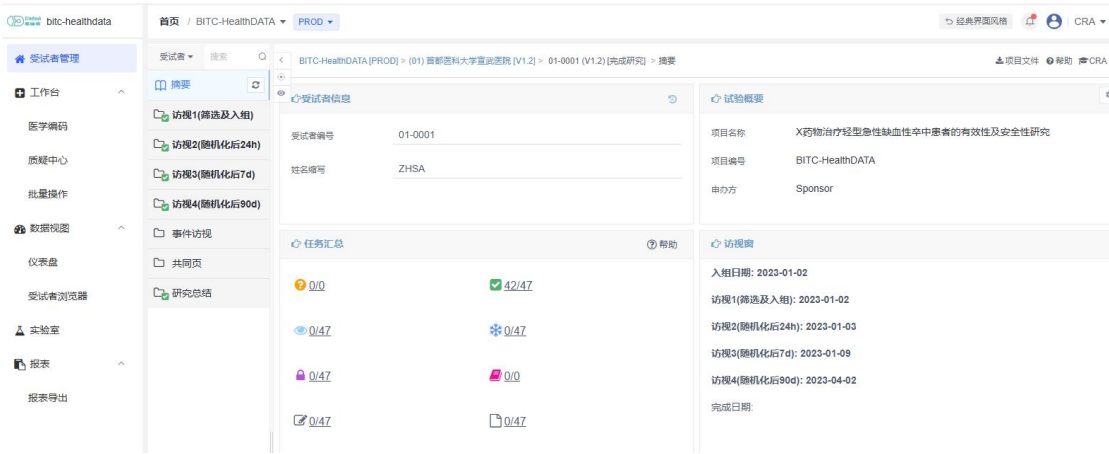 bitc-healthdata
首页 / BITC-HealthDATA PROD
经典界面风格 CRA
受试者管理
工作台
医学编码
质疑中心
批量操作
数据视图
仪表盘
受试者浏览器
实验室
报表
报表导出
受试者 搜索
摘要
访视1(筛选及入组)
访视2(随机化后24h)
访视3(随机化后7d)
访视4(随机化后90d)
事件访视
共同页
研究总结
BITC-HealthDATA [PROD] > (01) 首都医科大学宣武医院 [V1.2] > 01-0001 (V1.2) [完成研究] > 摘要
项目文件 帮助 CRA
受试者信息
受试者编号 01-0001
姓名缩写 ZHSA
试验概要
项目名称 X药物治疗轻型急性缺血性卒中患者的有效性及安全性研究
项目编号 BITC-HealthDATA
申办方 Sponsor
任务汇总 帮助
0/0 42/47
0/47 0/47
0/47 0/0
0/47 0/47
访视窗
入组日期: 2023-01-02
访视1(筛选及入组): 2023-01-02
访视2(随机化后24h): 2023-01-03
访视3(随机化后7d): 2023-01-09
访视4(随机化后90d): 2023-04-02
完成日期: